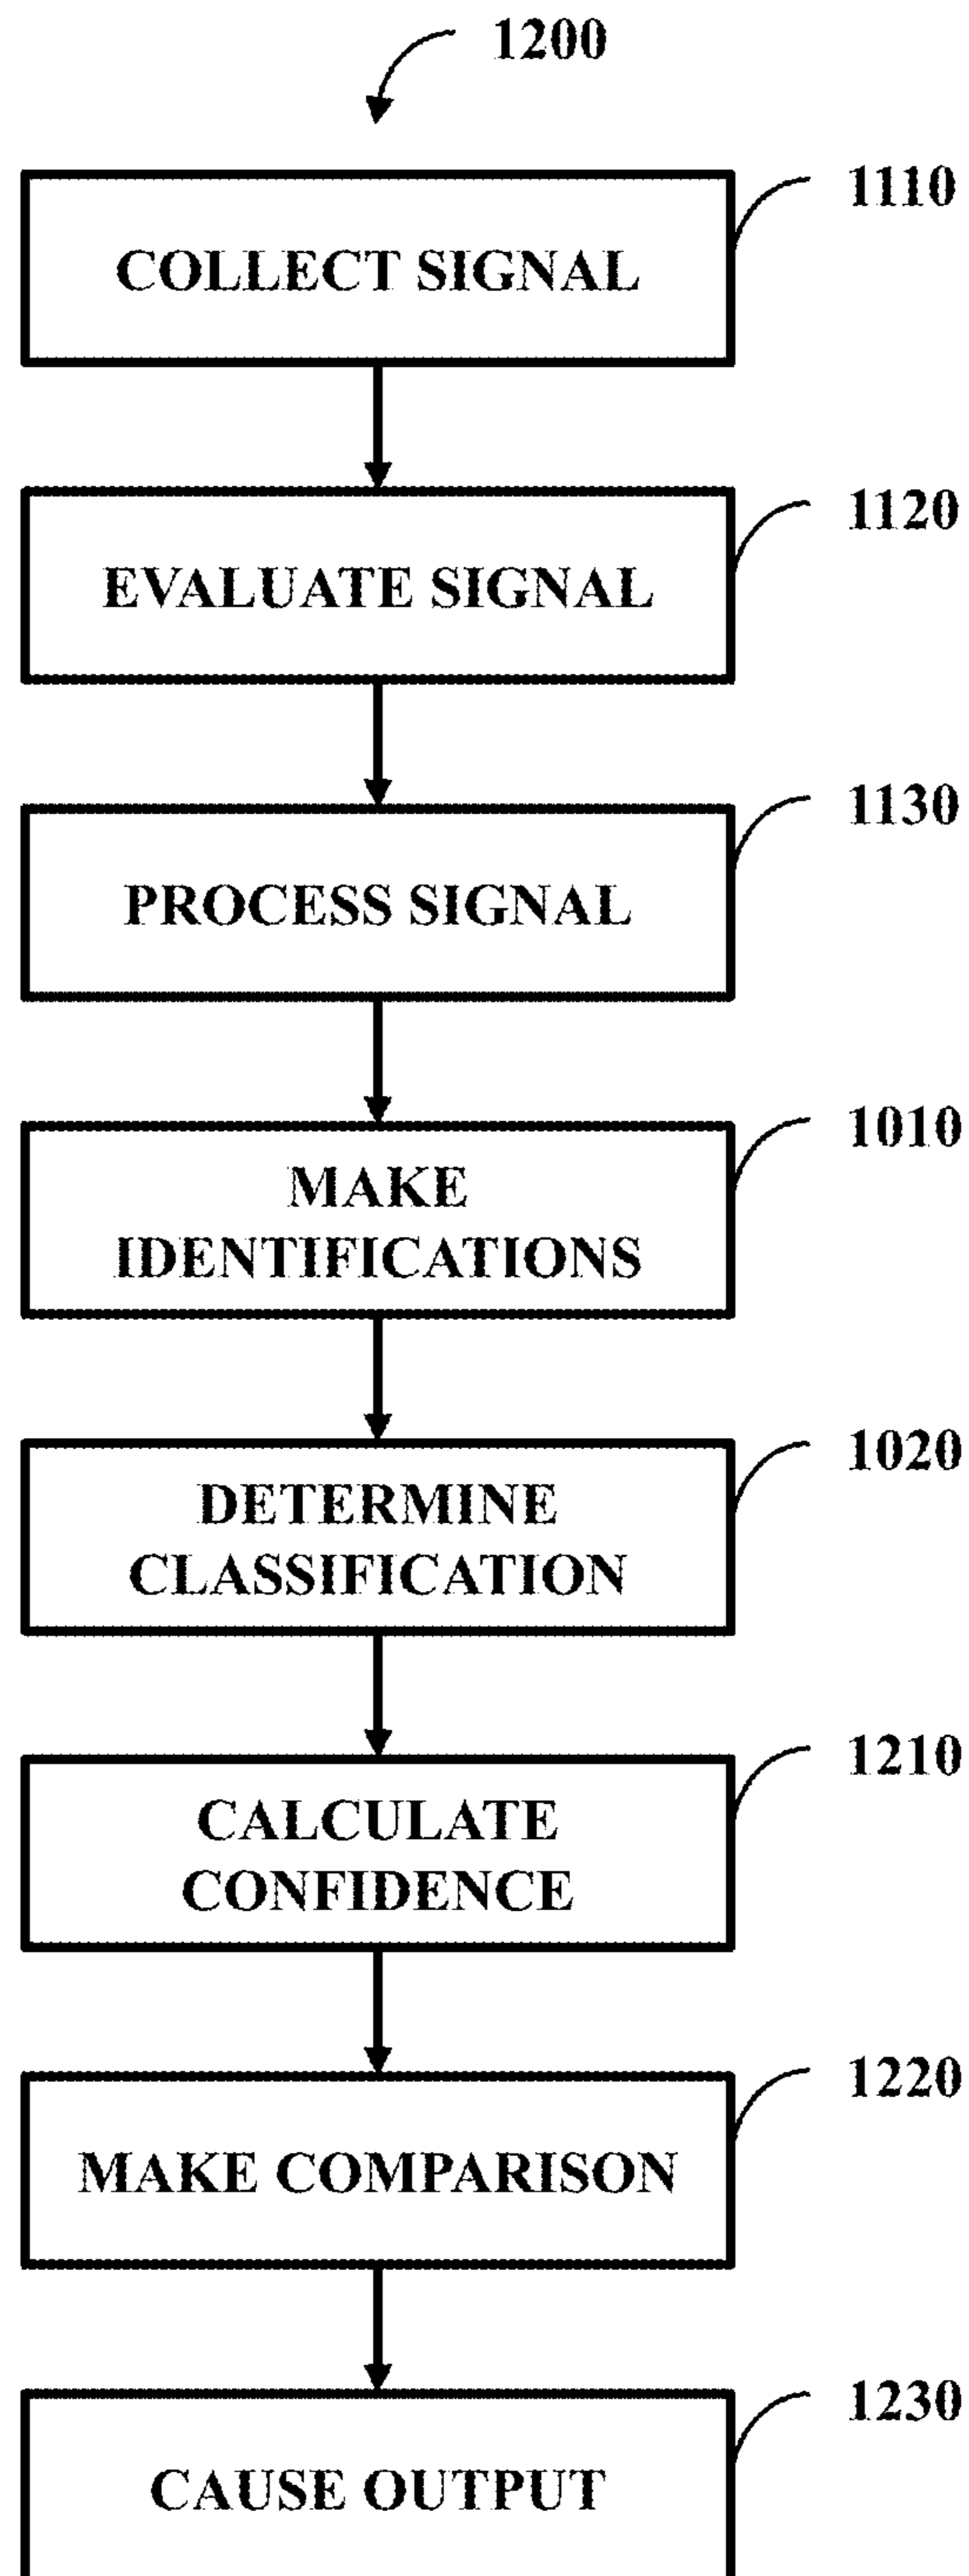 1200
1110
COLLECT SIGNAL
1120
EVALUATE SIGNAL
1130
PROCESS SIGNAL
1010
MAKE
IDENTIFICATIONS
1020
DETERMINE
CLASSIFICATION
1210
CALCULATE
CONFIDENCE
1220
MAKE COMPARISON
1230
CAUSE OUTPUT